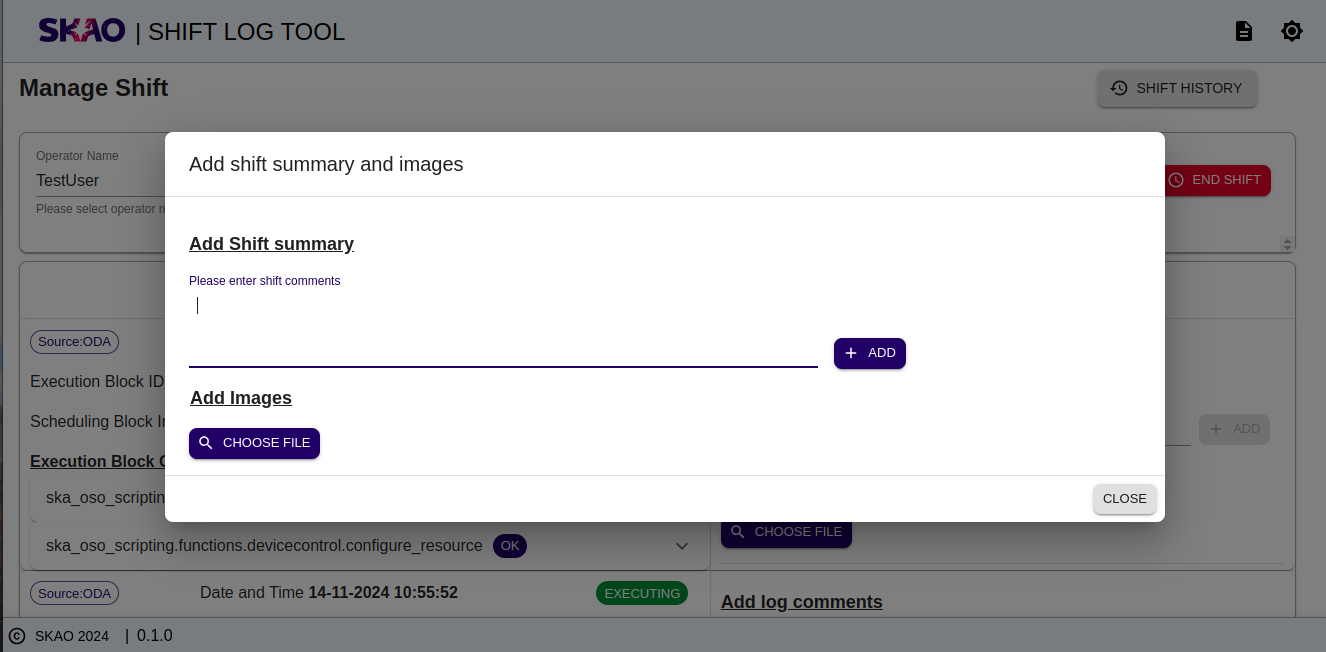 SKAO | SHIFT LOG TOOL
Manage Shift
SHIFT HISTORY
Operator Name
TestUser
Please select operator n
END SHIFT
Add shift summary and images
Add Shift summary
Please enter shift comments
ADD
Add Images
CHOOSE FILE
CLOSE
Source:ODA
Execution Block ID
Scheduling Block I
ADD
Execution Block
ska_oso_scripting
CHOOSE FILE
ska_oso_scripting.functions.devicecontrol.configure_resource OK
Source:ODA Date and Time 14-11-2024 10:55:52 EXECUTING
Add log comments
© SKAO 2024 | 0.1.0